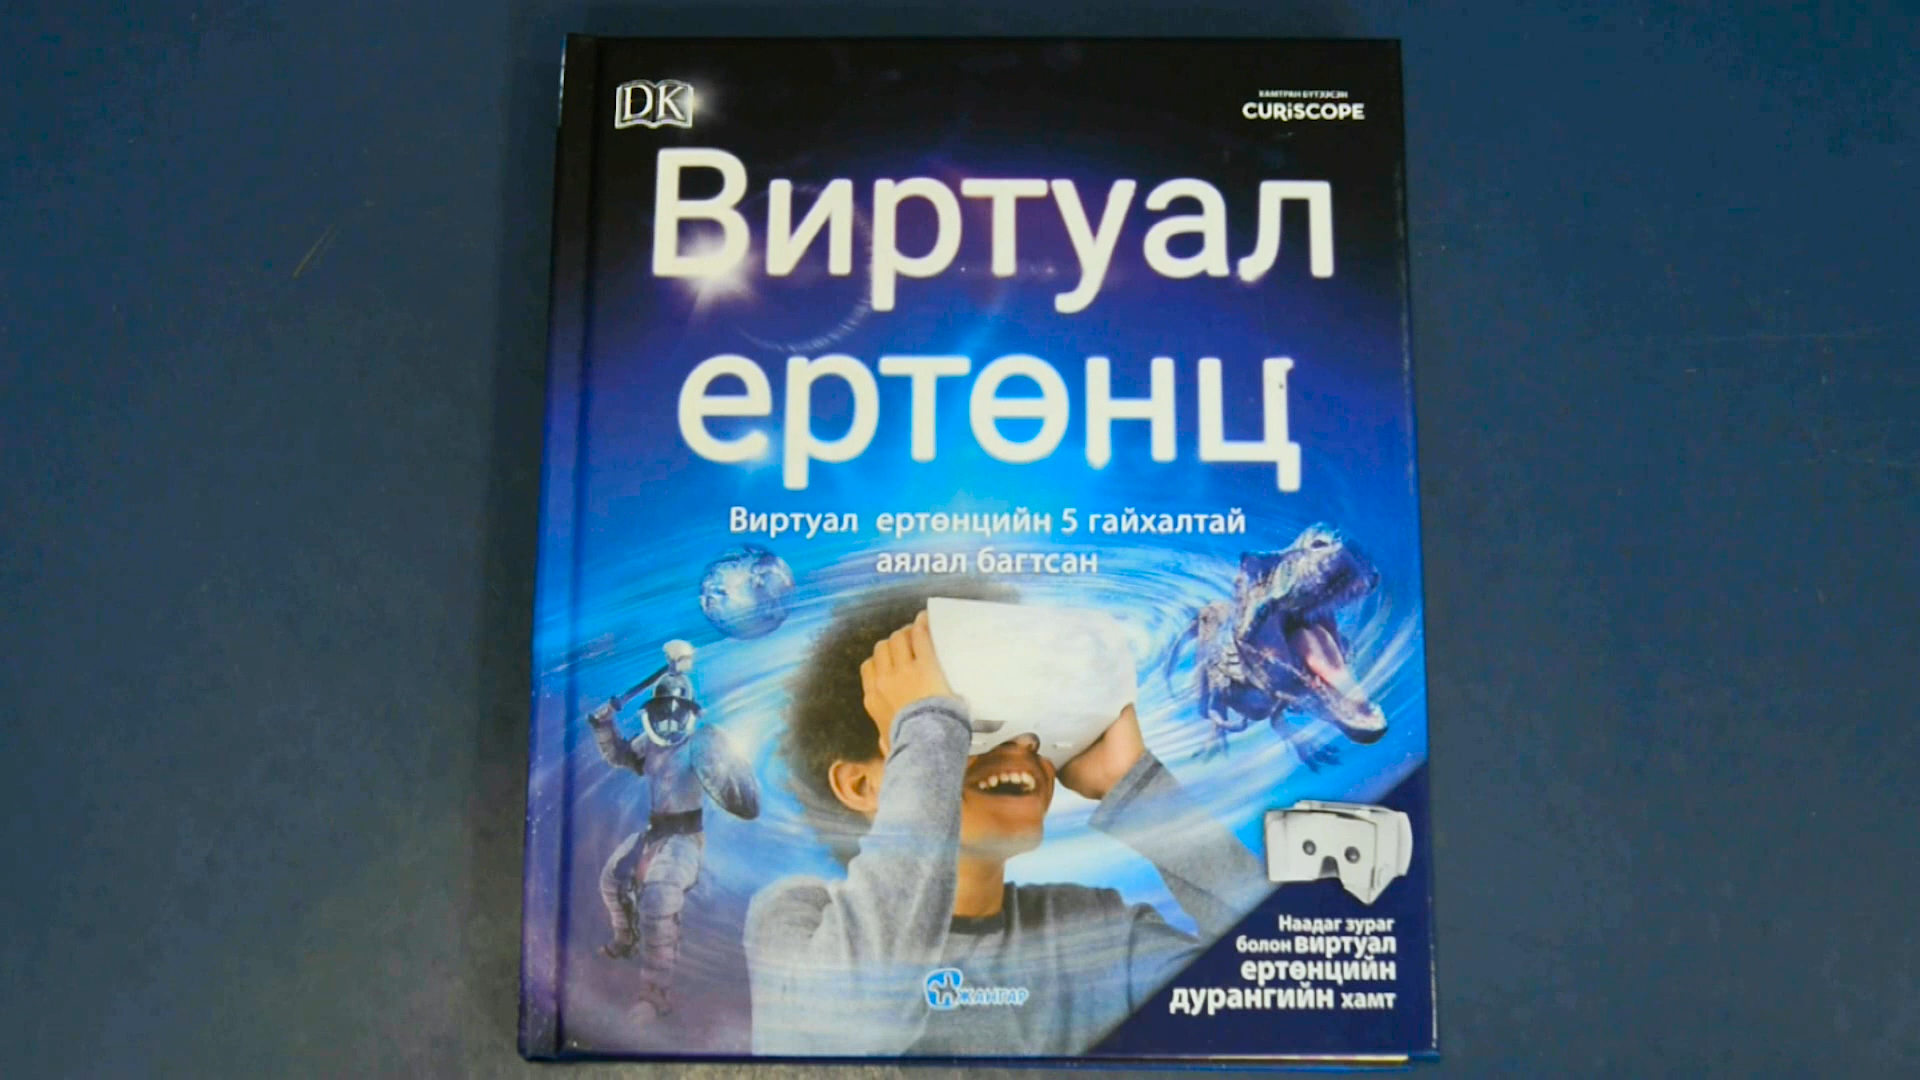 DK
ХАМТРАН БҮТЭЭСЭН
CURiSCOPE
Виртуал
ертөнц
Виртуал ертөнцийн 5 гайхалтай
аялал багтсан
Наадаг зураг
болон виртуал
ертөнцийн
дурангийн хамт
ЖАНГАР